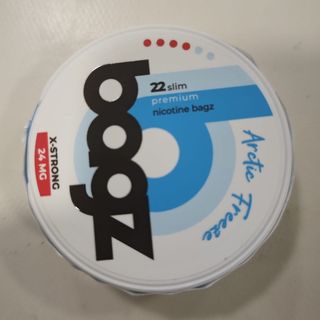 22 slim
premium
nicotine bagz
bagz
Arctic Freeze
X-STRONG
24 MG